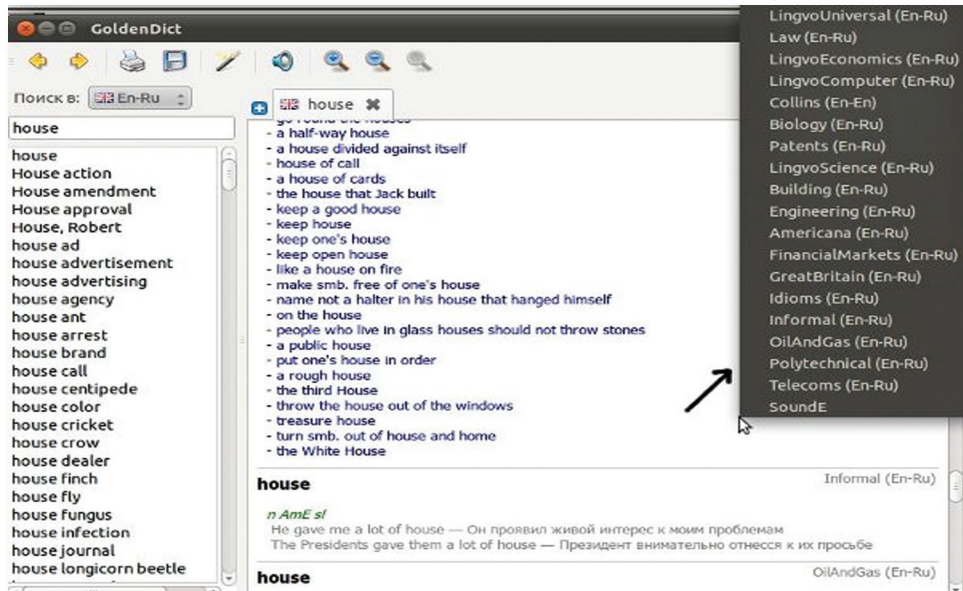 GoldenDict
Поиск в: En-Ru
house
house
House action
House amendment
House approval
House, Robert
house ad
house advertisement
house advertising
house agency
house ant
house arrest
house brand
house call
house centipede
house color
house cricket
house crow
house dealer
house finch
house fly
house fungus
house infection
house journal
house longicorn beetle
house
- go round the houses
- a half-way house
- a house divided against itself
- house of call
- a house of cards
- the house that Jack built
- keep a good house
- keep house
- keep one's house
- keep open house
- like a house on fire
- make smb. free of one's house
- name not a halter in his house that hanged himself
- on the house
- people who live in glass houses should not throw stones
- a public house
- put one's house in order
- a rough house
- the third House
- throw the house out of the windows
- treasure house
- turn smb. out of house and home
- the White House
house Informal (En-Ru)
n AmE sl
He gave me a lot of house — Он проявил живой интерес к моим проблемам
The Presidents gave them a lot of house — Президент внимательно отнесся к их просьбе
house OilAndGas (En-Ru)
LingvoUniversal (En-Ru)
Law (En-Ru)
LingvoEconomics (En-Ru)
LingvoComputer (En-Ru)
Collins (En-En)
Biology (En-Ru)
Patents (En-Ru)
LingvoScience (En-Ru)
Building (En-Ru)
Engineering (En-Ru)
Americana (En-Ru)
FinancialMarkets (En-Ru)
GreatBritain (En-Ru)
Idioms (En-Ru)
Informal (En-Ru)
OilAndGas (En-Ru)
Polytechnical (En-Ru)
Telecoms (En-Ru)
SoundE